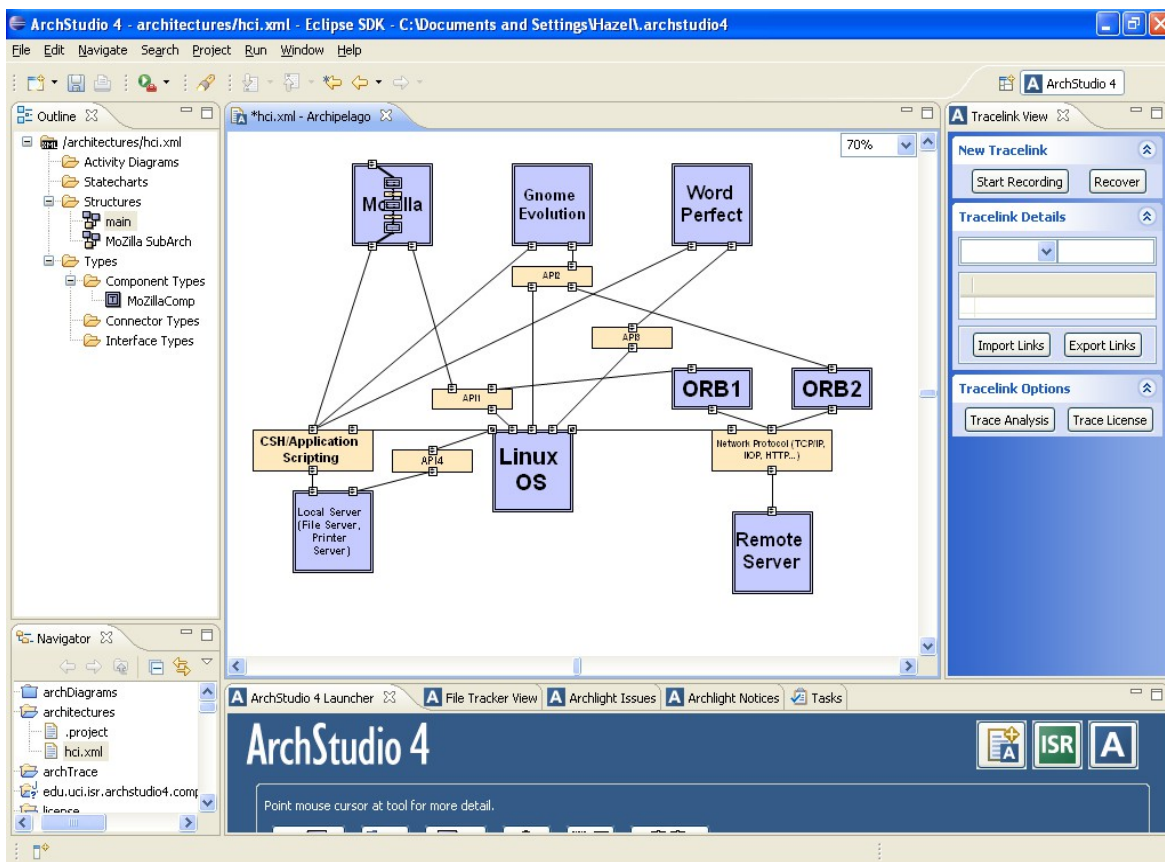 ArchStudio 4 - architectures/hci.xml - Eclipse SDK - C:\Documents and Settings\Hazel\.archstudio4
File Edit Navigate Search Project Run Window Help
ArchStudio 4
Outline
/architectures/hci.xml
Activity Diagrams
Statecharts
Structures
main
MoZilla SubArch
Types
Component Types
MoZillaComp
Connector Types
Interface Types
*hci.xml - Archipelago
70%
Gnome
Evolution
Word
Perfect
API2
API1
ORB1
ORB2
CSH/Application
Scripting
API4
Linux
OS
Network Protocol (TCP/IP,
IIOP, HTTP...)
Local Server
(File Server,
Printer
Server)
Remote
Server
Tracelink View
New Tracelink
Start Recording Recover
Tracelink Details
Import Links Export Links
Tracelink Options
Trace Analysis Trace License
Navigator
archDiagrams
architectures
.project
hci.xml
archTrace
edu.uci.isr.archstudio4.comp
license
ArchStudio 4 Launcher File Tracker View Archlight Issues Archlight Notices Tasks
ArchStudio 4
ISR
Point mouse cursor at tool for more detail.